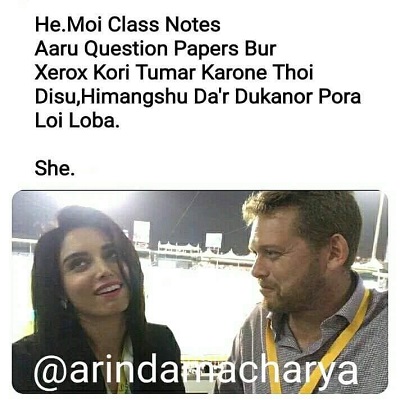 He.Moi Class Notes
Aaru Question Papers Bur
Xerox Kori Tumar Karone Thoi
Disu,Himangshu Da'r Dukanor Pora
Loi Loba.
She.
@arindamacharya